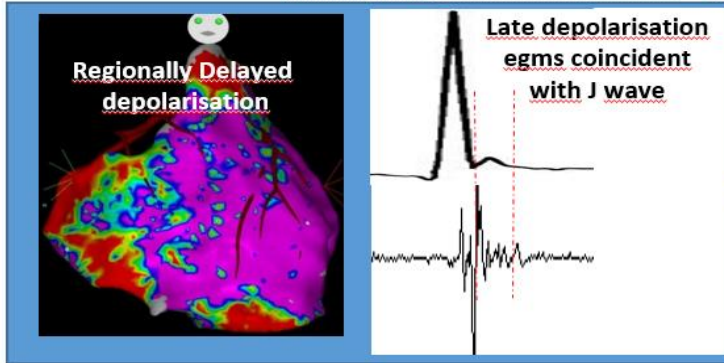 Regionally Delayed
depolarisation
Late depolarisation
egms coincident
with J wave